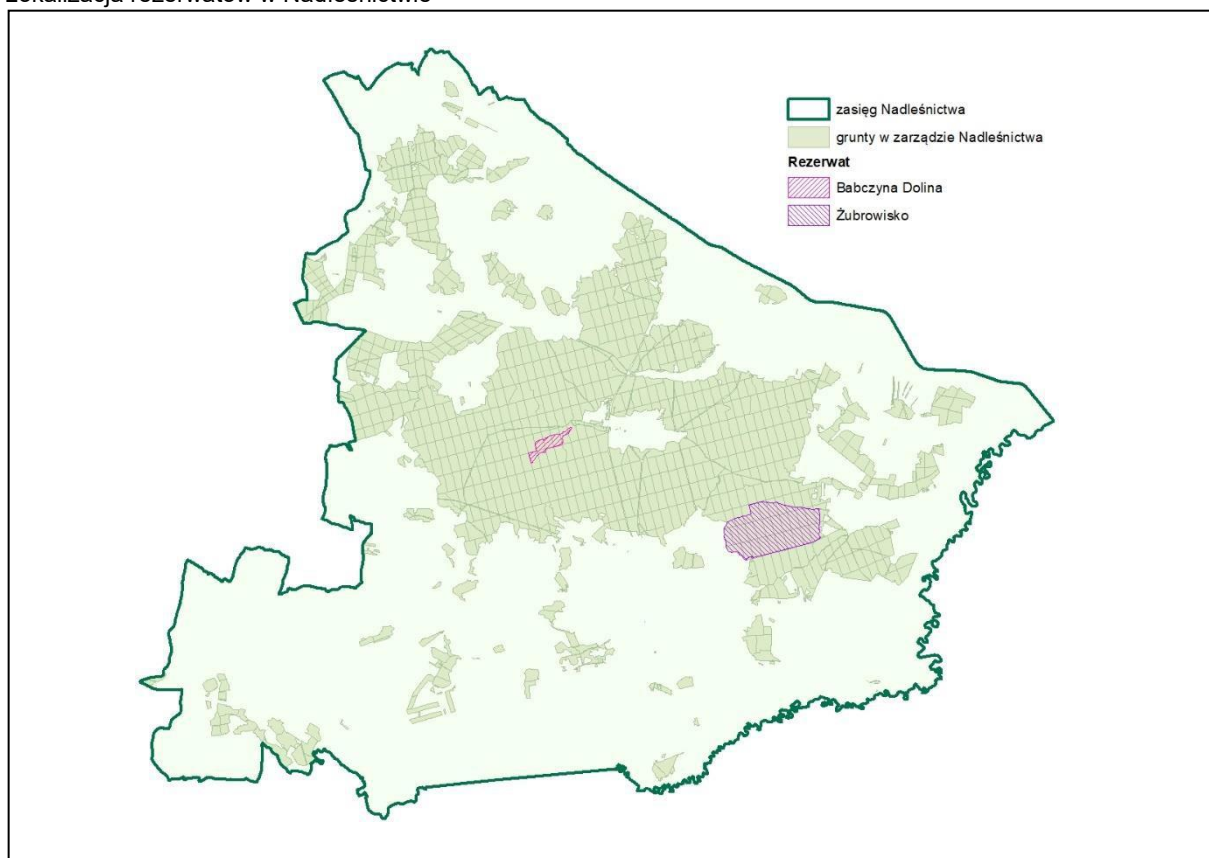 Lokalizacja rezerwatów w Nadleśnictwie
zasięg Nadleśnictwa
grunty w zarządzie Nadleśnictwa
Rezerwat
Babczyna Dolina
Żubrowisko